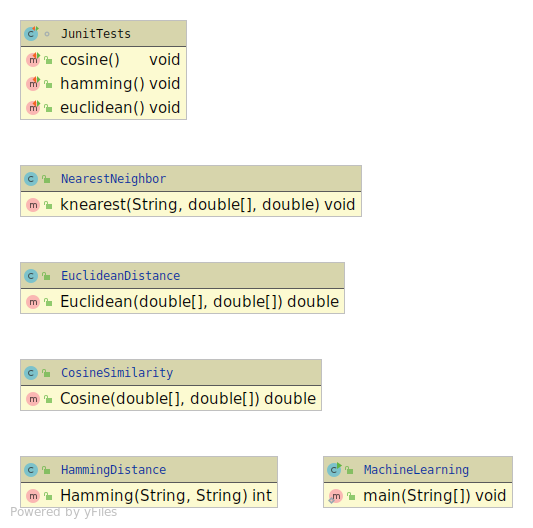 JunitTests
cosine() void
hamming() void
euclidean() void
NearestNeighbor
knearest(String, double[], double) void
EuclideanDistance
Euclidean(double[], double[]) double
CosineSimilarity
Cosine(double[], double[]) double
HammingDistance
Hamming(String, String) int
MachineLearning
main(String[]) void
Powered by yFiles